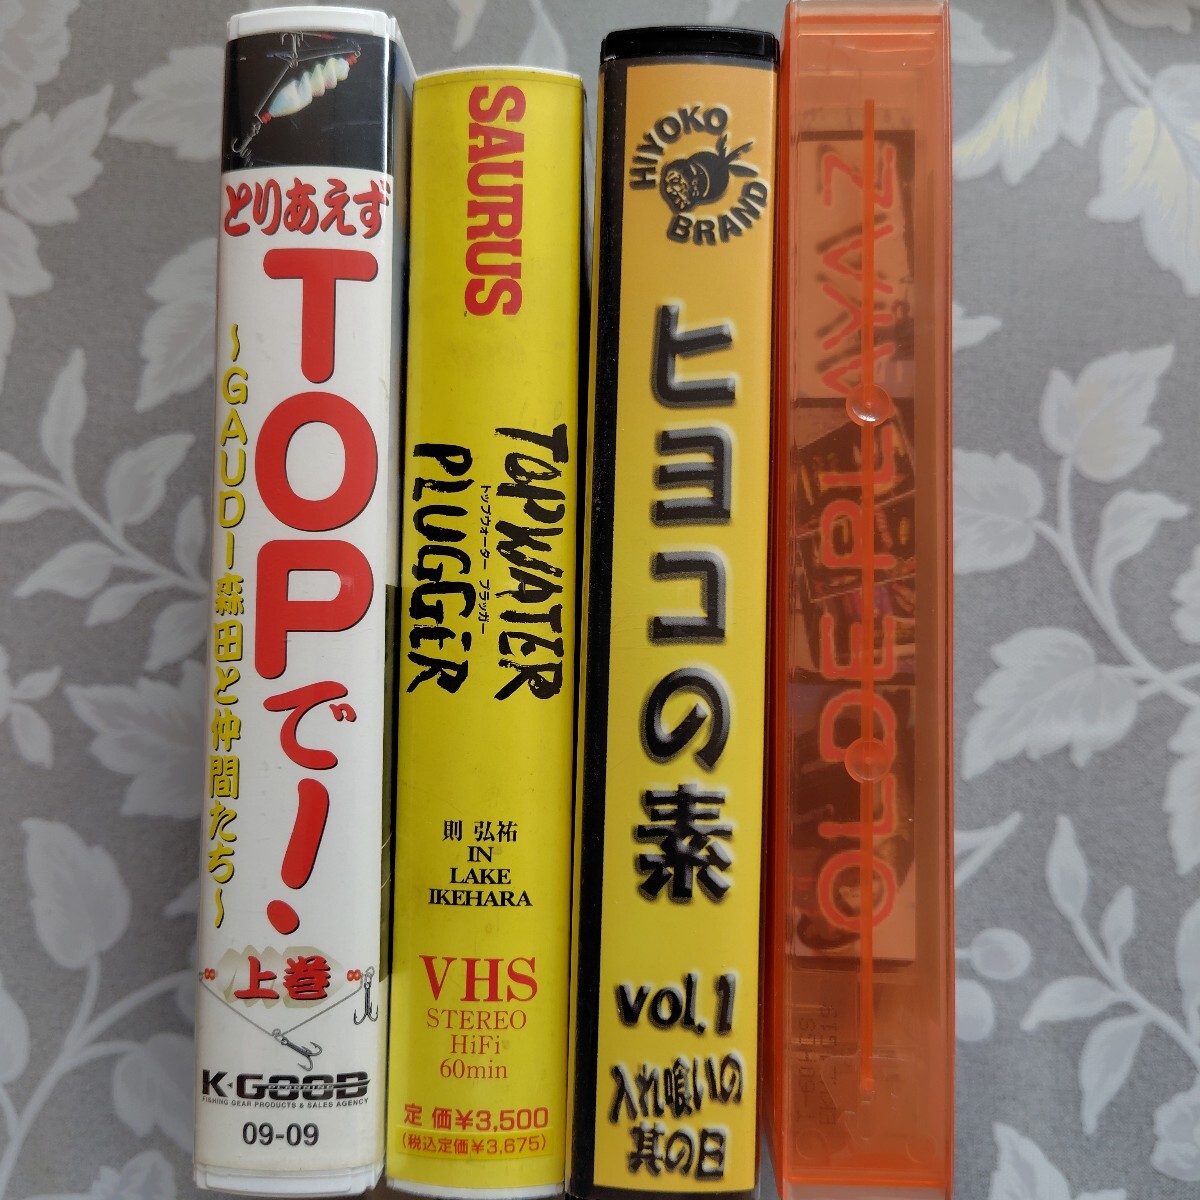 とりあえず
TOPで!
〜GAUDー森田と仲間たち〜
上巻
K-GOOD
PLANNING
FISHING GEAR PRODUCTS & SALES AGENCY
09-09
SAURUS
TOPWATER
トップウォーター プラッガー
PLUGGER
則 弘祐
IN
LAKE
IKEHARA
VHS
STEREO
HiFi
60min
定 価¥3,500
(税込定価¥3,675)
HIYOKO
BRAND
ヒヨコの素
vol.1
入れ喰いの
其の日
OLDE PLAYAZ